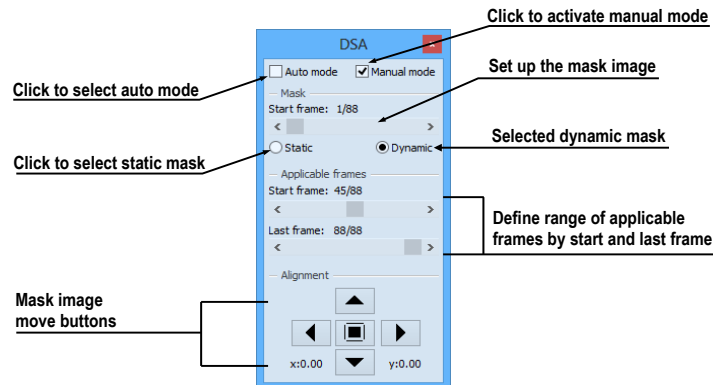 Click to activate manual mode
DSA
x
Auto mode
Manual mode
Set up the mask image
Click to select auto mode
Mask
Start frame: 1/88
Selected dynamic mask
Click to select static mask
Static
Dynamic
Applicable frames
Start frame: 45/88
Last frame: 88/88
Define range of applicable
frames by start and last frame
Alignment
Mask image
move buttons
x:0.00
y:0.00